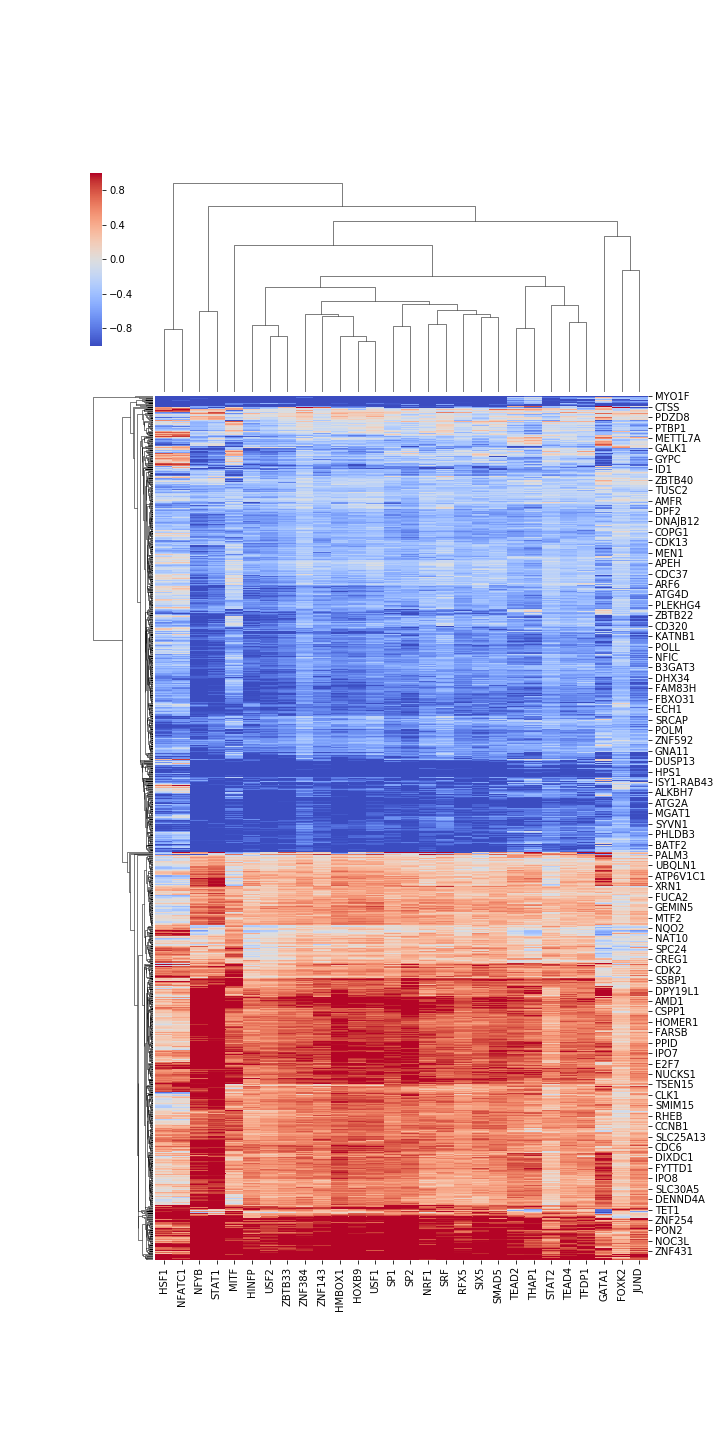 0.8
0.4
0.0
−0.4
−0.8
MYO1F
CTSS
PDZD8
PTBP1
METTL7A
GALK1
GYPC
ID1
ZBTB40
TUSC2
AMFR
DPF2
DNAJB12
COPG1
CDK13
MEN1
APEH
CDC37
ARF6
ATG4D
PLEKHG4
ZBTB22
CD320
KATNB1
POLL
NFIC
B3GAT3
DHX34
FAM83H
FBXO31
ECH1
SRCAP
POLM
ZNF592
GNA11
DUSP13
HPS1
ISY1-RAB43
ALKBH7
ATG2A
MGAT1
SYVN1
PHLDB3
BATF2
PALM3
UBQLN1
ATP6V1C1
XRN1
FUCA2
GEMIN5
MTF2
NQO2
NAT10
SPC24
CREG1
CDK2
SSBP1
DPY19L1
AMD1
CSPP1
HOMER1
FARSB
PPID
IPO7
E2F7
NUCKS1
TSEN15
CLK1
SMIM15
RHEB
CCNB1
SLC25A13
CDC6
DIXDC1
FYTTD1
IPO8
SLC30A5
DENND4A
TET1
ZNF254
PON2
NOC3L
ZNF431
HSF1
NFATC1
NFYB
STAT1
MITF
HINFP
USF2
ZBTB33
ZNF384
ZNF143
HMBOX1
HOXB9
USF1
SP1
SP2
NRF1
SRF
RFX5
SIX5
SMAD5
TEAD2
THAP1
STAT2
TEAD4
TFDP1
GATA1
FOXK2
JUND